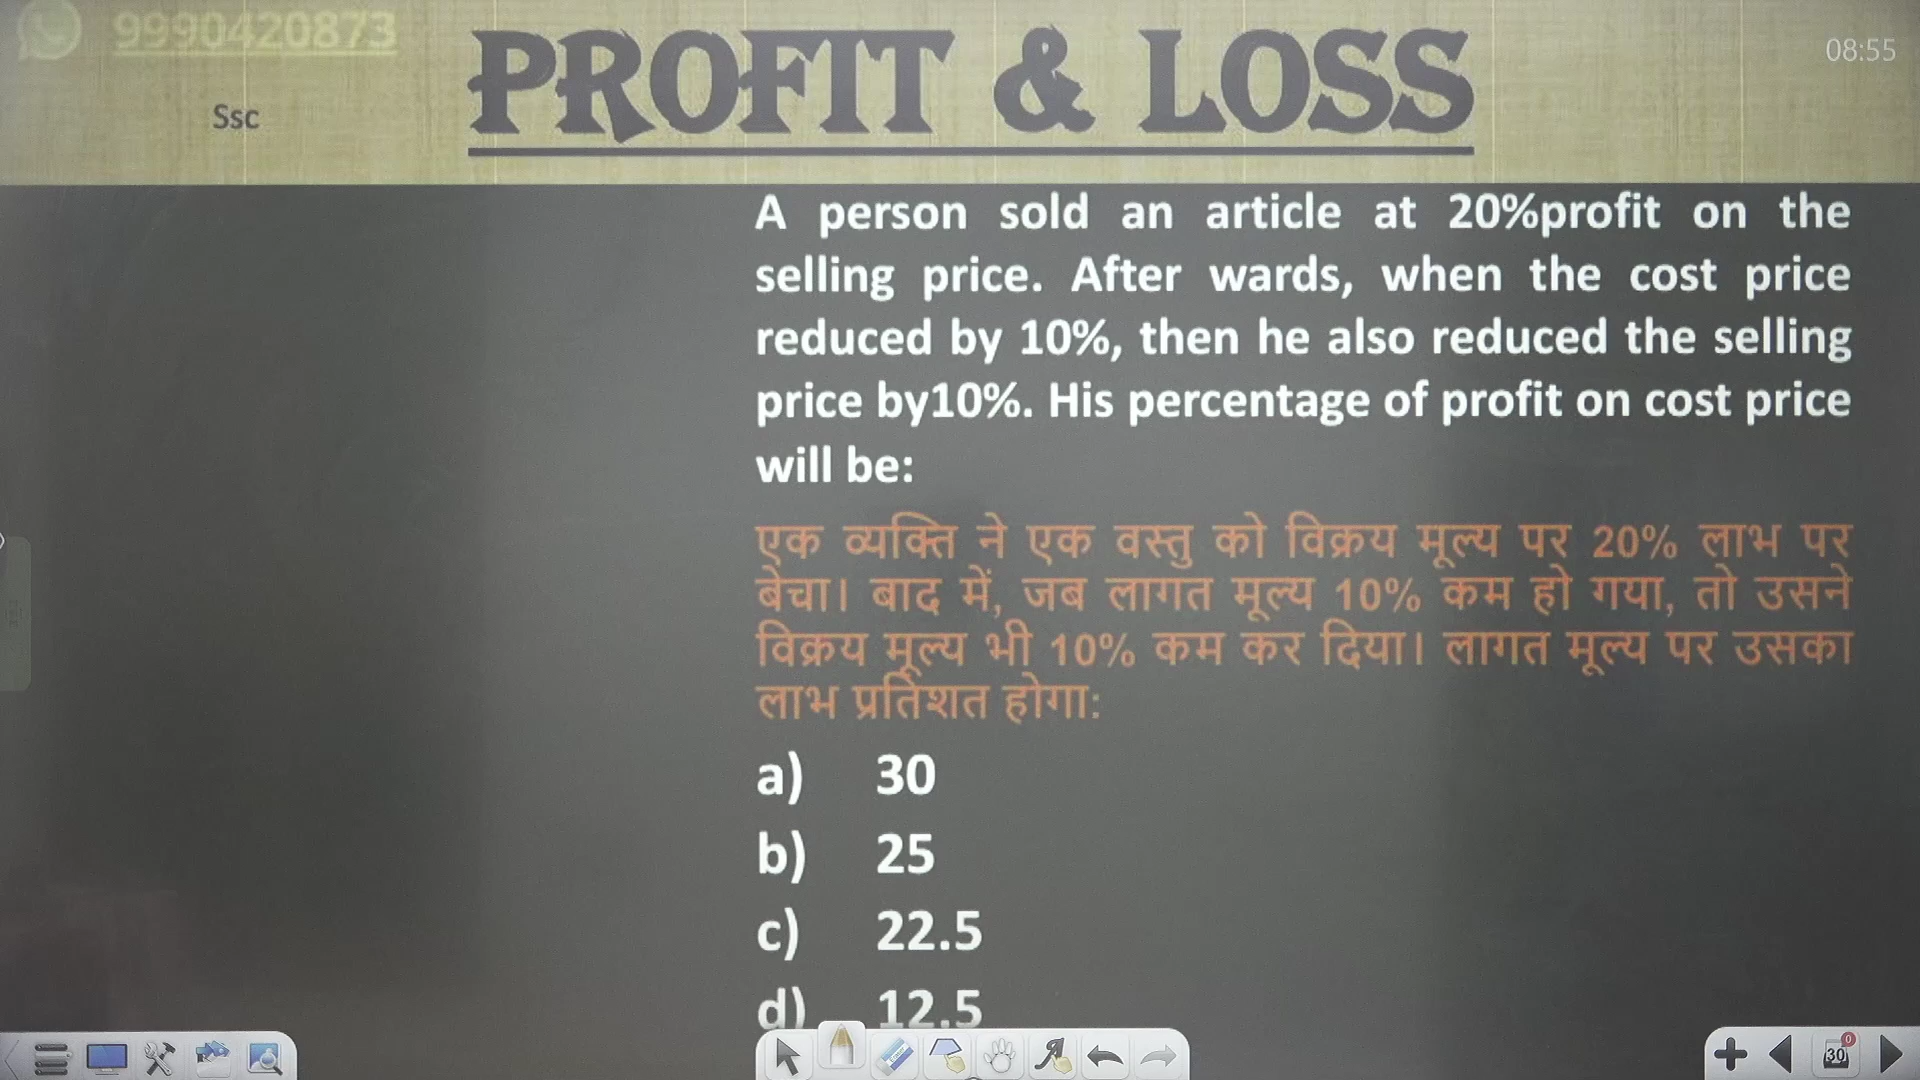 9990420873
PROFIT & LOSS
08:55
Ssc
A person sold an article at 20%profit on the
selling price. After wards, when the cost price
reduced by 10%, then he also reduced the selling
price by10%. His percentage of profit on cost price
will be:
एक व्यक्ति ने एक वस्तु को विक्रय मूल्य पर 20% लाभ पर
बेचा। बाद में, जब लागत मूल्य 10% कम हो गया, तो उसने
विक्रय मूल्य भी 10% कम कर दिया। लागत मूल्य पर उसका
लाभ प्रतिशत होगा:
a) 30
b) 25
c) 22.5
d) 12.5
30
0